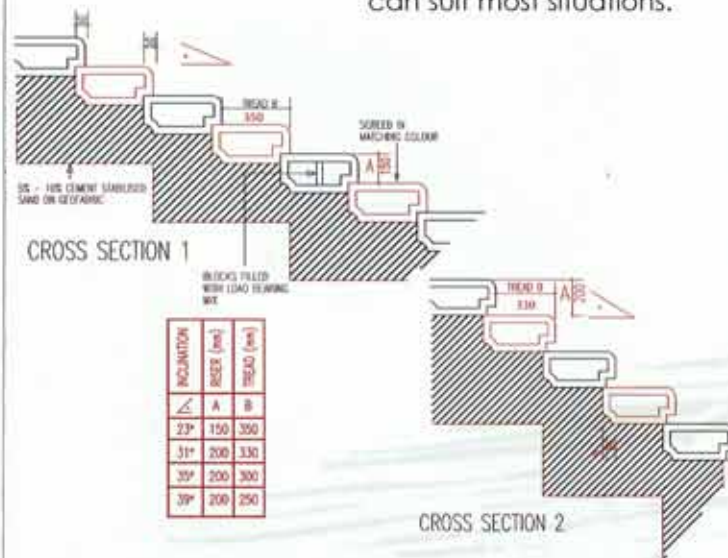 can suit most situations.
TREAD B
350
SCREED IN
MATCHING COLOUR
A 150
5% - 10% CEMENT STABILISED
SAND ON GEOFABRIC
CROSS SECTION 1
BLOCKS FILLED
WITH LOAD BEARING
MIX
TREAD B
330
A 200
INCLINATION RISER (mm) TREAD (mm)
∠ A B
23° 150 350
31° 200 330
35° 200 300
39° 200 250
CROSS SECTION 2